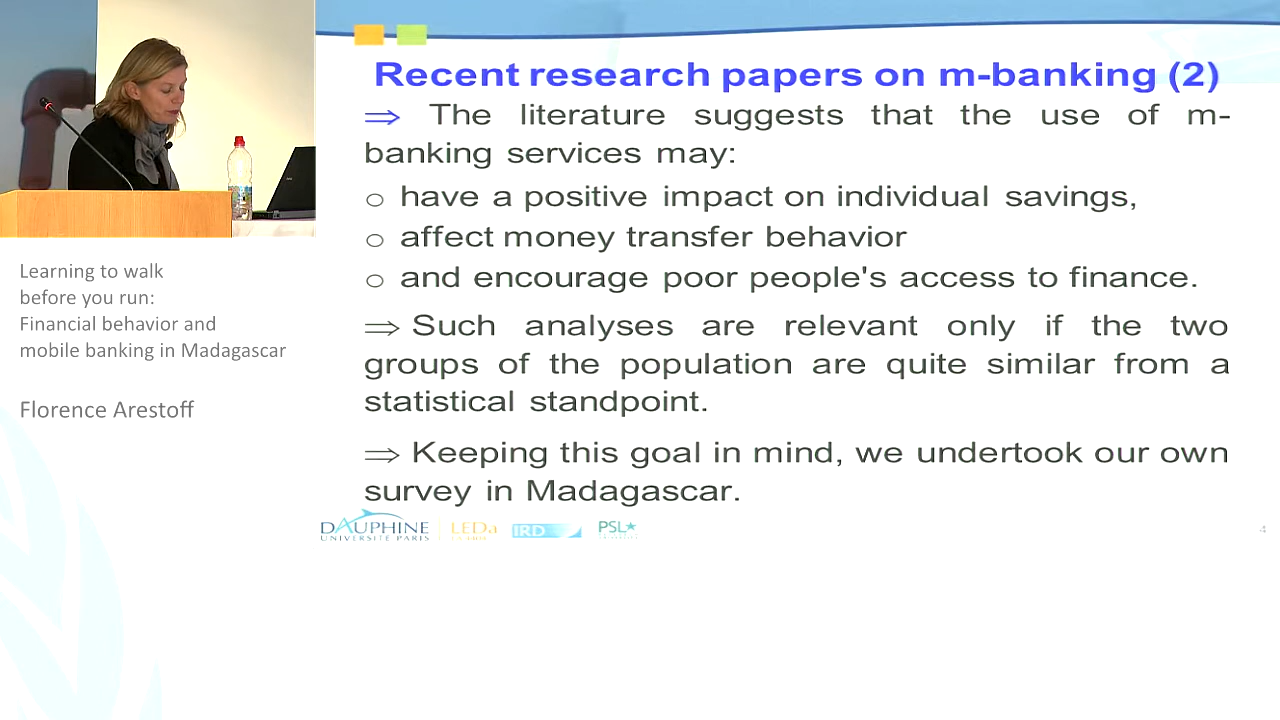 Recent research papers on m-banking (2)
⇒ The literature suggests that the use of m-
banking services may:
o have a positive impact on individual savings,
o affect money transfer behavior
o and encourage poor people's access to finance.
⇒ Such analyses are relevant only if the two
groups of the population are quite similar from a
statistical standpoint.
⇒ Keeping this goal in mind, we undertook our own
survey in Madagascar.
Learning to walk
before you run:
Financial behavior and
mobile banking in Madagascar
Florence Arestoff
DAUPHINE
UNIVERSITÉ PARIS
LEDa
IRD
PSL★
4